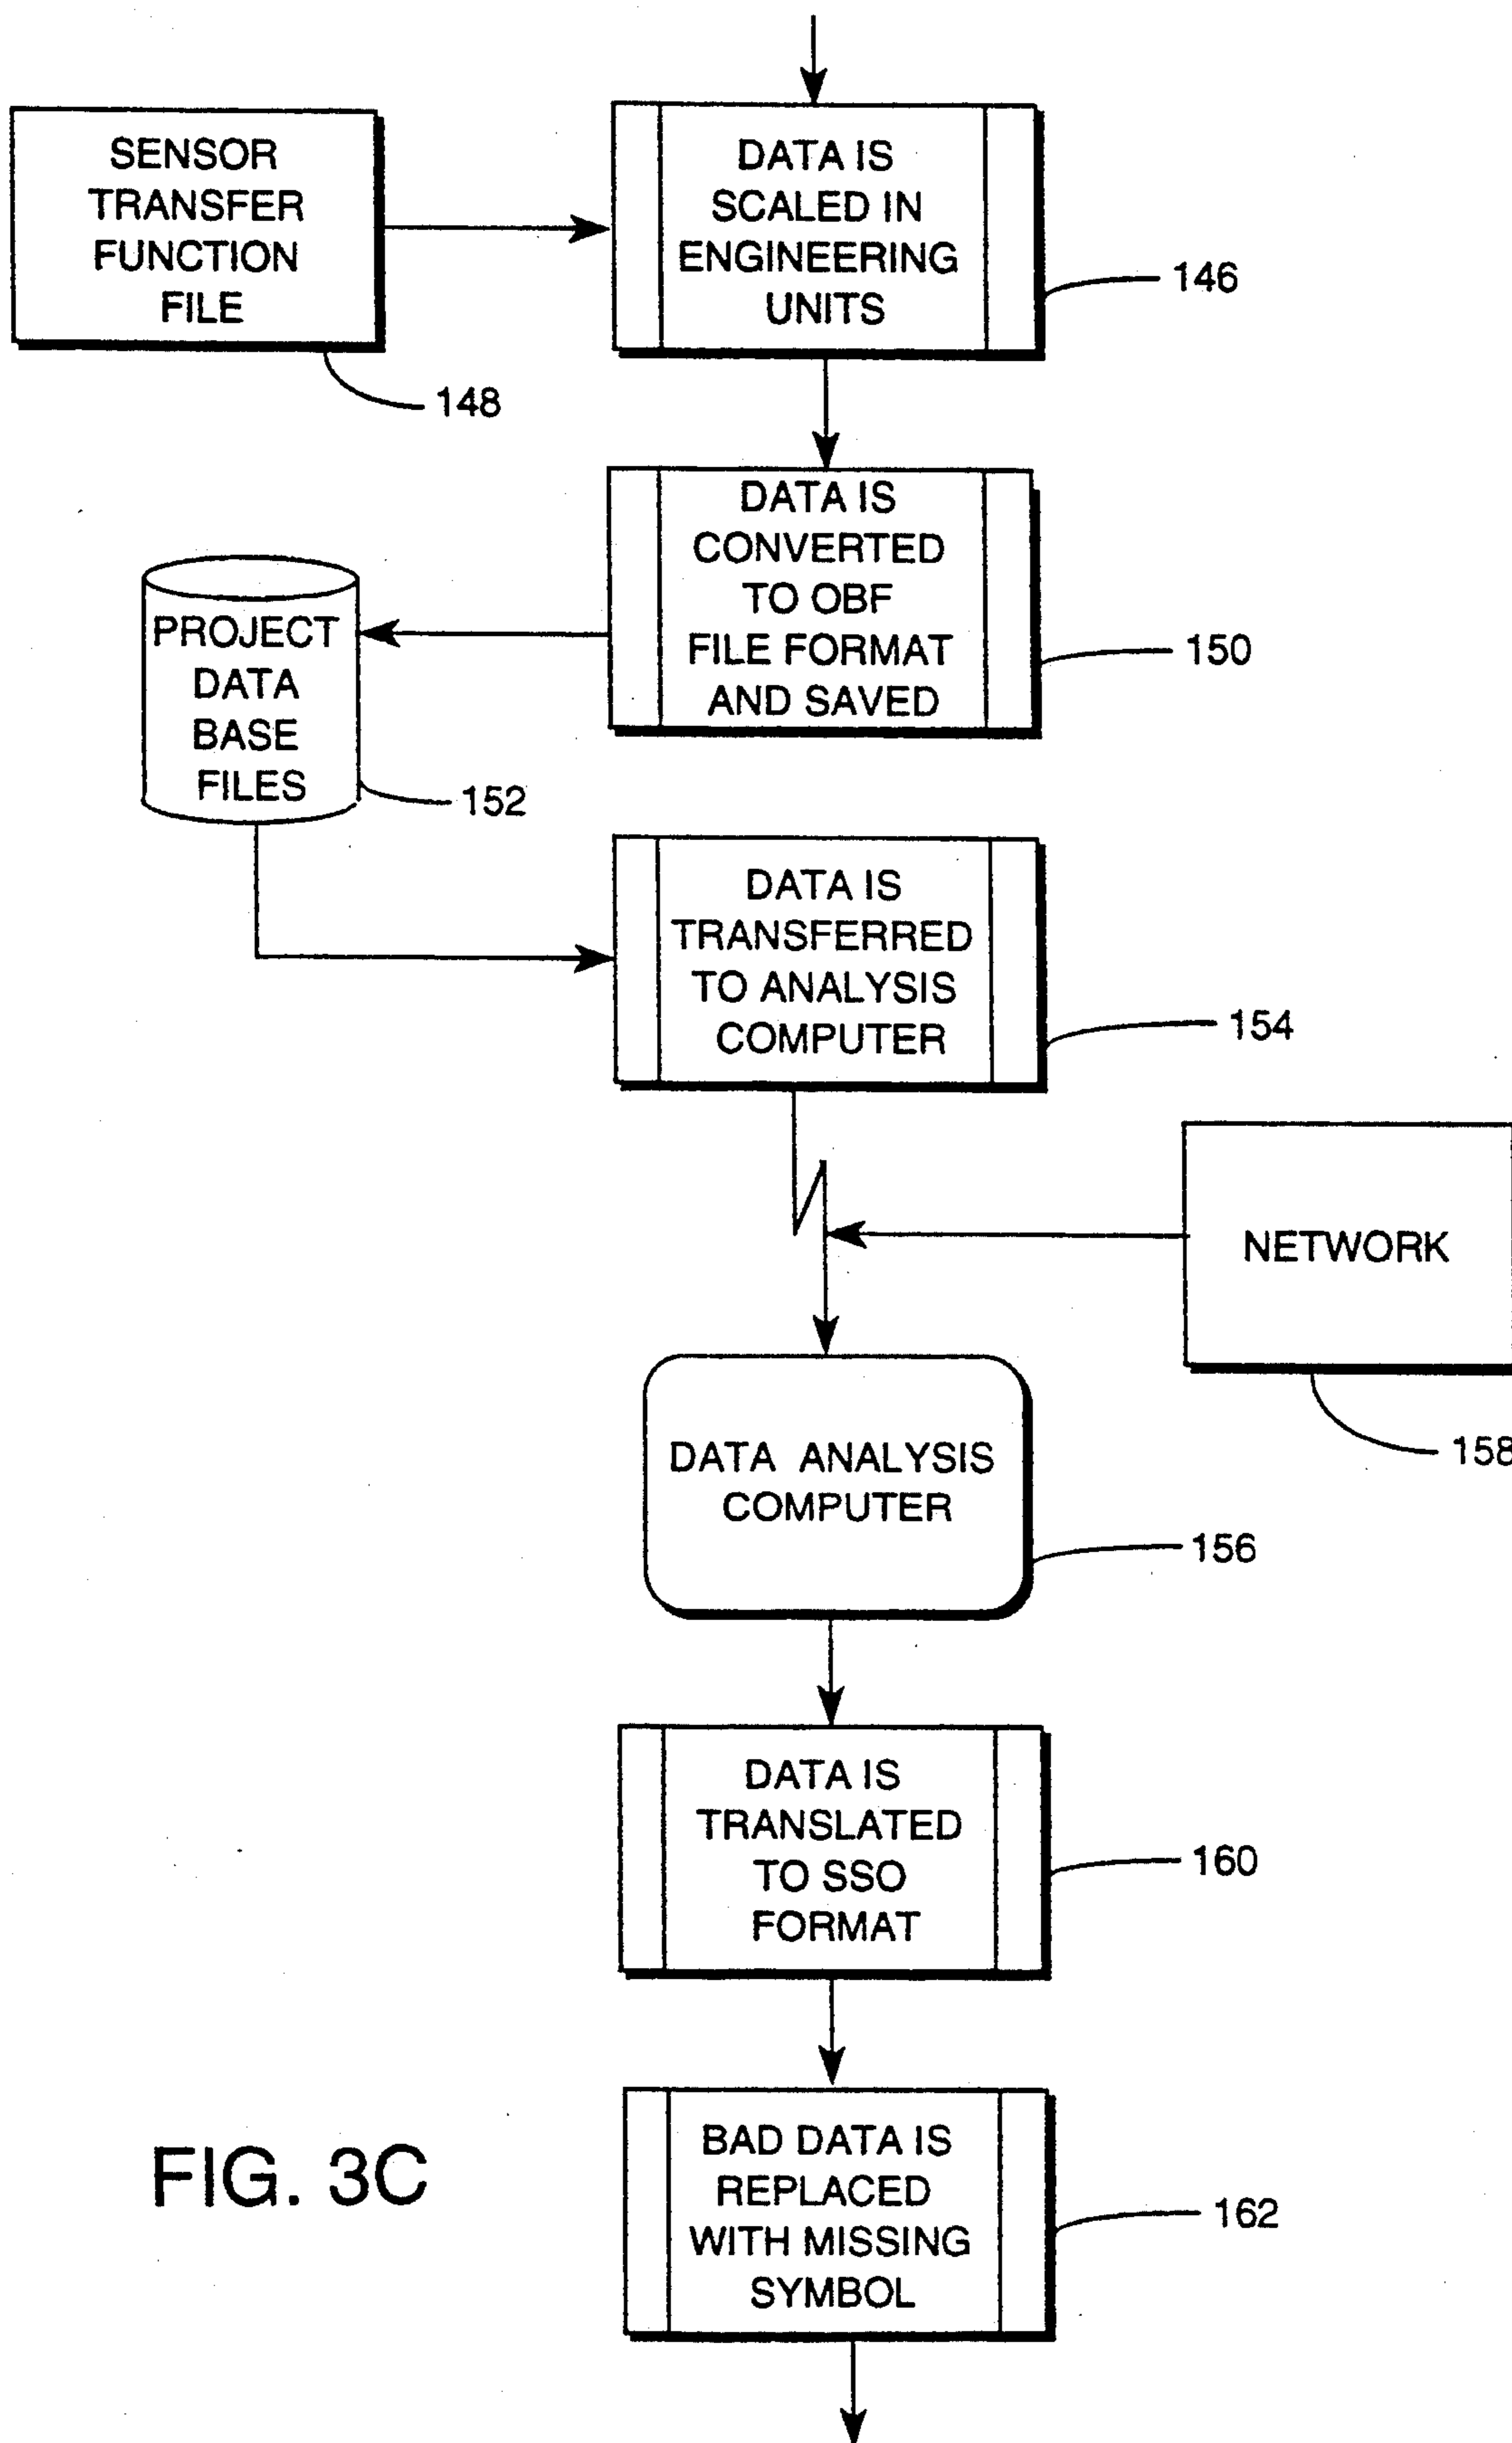 SENSOR
TRANSFER
FUNCTION
FILE
148
DATA IS
SCALED IN
ENGINEERING
UNITS
146
DATA IS
CONVERTED
TO OBF
FILE FORMAT
AND SAVED
150
PROJECT
DATA
BASE
FILES
152
DATA IS
TRANSFERRED
TO ANALYSIS
COMPUTER
154
NETWORK
158
DATA ANALYSIS
COMPUTER
156
DATA IS
TRANSLATED
TO SSO
FORMAT
160
BAD DATA IS
REPLACED
WITH MISSING
SYMBOL
162
FIG. 3C